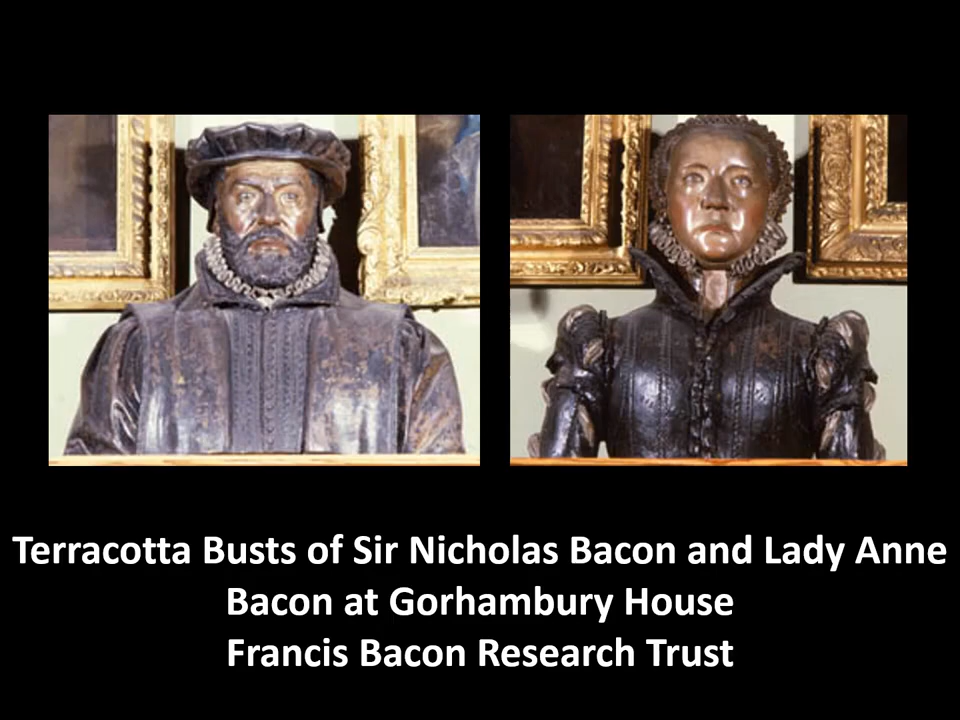 Terracotta Busts of Sir Nicholas Bacon and Lady Anne
Bacon at Gorhambury House
Francis Bacon Research Trust